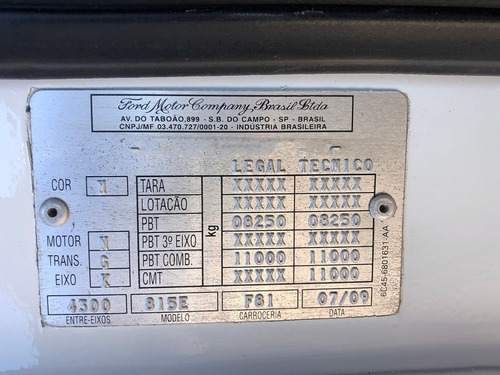 Ford Motor Company, Brasil Ltda
AV. DO TABOÃO,899 - S.B. DO CAMPO - SP - BRASIL
CNPJ/MF 03.470.727/0001-20 - INDÚSTRIA BRASILEIRA
LEGAL TECNICO
COR TARA XXXXX XXXXX
LOTAÇÃO XXXXX XXXXX
PBT 08250 08250
MOTOR PBT 3º EIXO XXXXX XXXXX
TRANS. G PBT COMB. 11000 11000
EIXO CMT XXXXX 11000
kg
4300 815E F81 07/09
ENTRE-EIXOS MODELO CARROCERIA DATA
6C45-6801631-AA